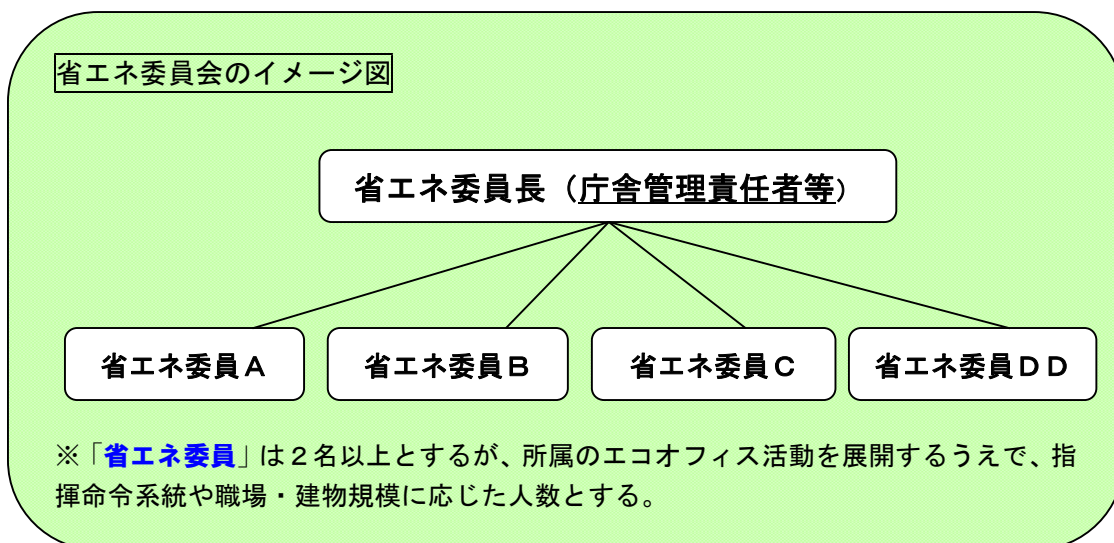 省エネ委員会のイメージ図
省エネ委員長（庁舎管理責任者等）
省エネ委員Ａ
省エネ委員Ｂ
省エネ委員Ｃ
省エネ委員ＤＤ
※「省エネ委員」は２名以上とするが、所属のエコオフィス活動を展開するうえで、指
揮命令系統や職場・建物規模に応じた人数とする。